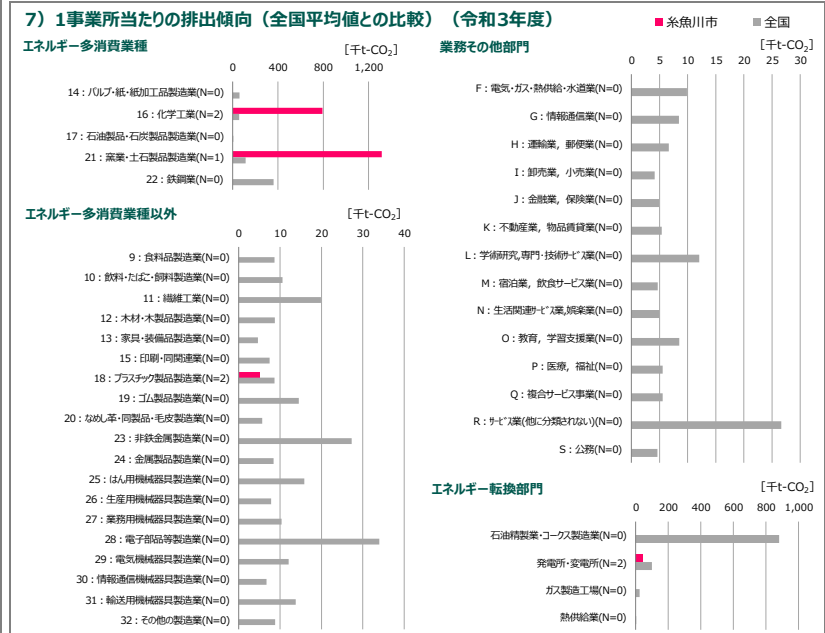 7）1事業所当たりの排出傾向（全国平均値との比較）（令和3年度）
■糸魚川市 ■全国
エネルギー多消費業種
[千t-CO₂]
0 400 800 1,200
14：パルプ・紙・紙加工品製造業(N=0)
16：化学工業(N=2)
17：石油製品・石炭製品製造業(N=0)
21：窯業・土石製品製造業(N=1)
22：鉄鋼業(N=0)
エネルギー多消費業種以外
[千t-CO₂]
0 10 20 30 40
9：食料品製造業(N=0)
10：飲料・たばこ・飼料製造業(N=0)
11：繊維工業(N=0)
12：木材・木製品製造業(N=0)
13：家具・装備品製造業(N=0)
15：印刷・同関連業(N=0)
18：プラスチック製品製造業(N=2)
19：ゴム製品製造業(N=0)
20：なめし革・同製品・毛皮製造業(N=0)
23：非鉄金属製造業(N=0)
24：金属製品製造業(N=0)
25：はん用機械器具製造業(N=0)
26：生産用機械器具製造業(N=0)
27：業務用機械器具製造業(N=0)
28：電子部品等製造業(N=0)
29：電気機械器具製造業(N=0)
30：情報通信機械器具製造業(N=0)
31：輸送用機械器具製造業(N=0)
32：その他の製造業(N=0)
業務その他部門
[千t-CO₂]
0 5 10 15 20 25 30
F：電気・ガス・熱供給・水道業(N=0)
G：情報通信業(N=0)
H：運輸業，郵便業(N=0)
I：卸売業，小売業(N=0)
J：金融業，保険業(N=0)
K：不動産業，物品賃貸業(N=0)
L：学術研究,専門・技術ｻｰﾋﾞｽ業(N=0)
M：宿泊業，飲食サービス業(N=0)
N：生活関連ｻｰﾋﾞｽ業,娯楽業(N=0)
O：教育，学習支援業(N=0)
P：医療，福祉(N=0)
Q：複合サービス事業(N=0)
R：ｻｰﾋﾞｽ業(他に分類されない)(N=0)
S：公務(N=0)
エネルギー転換部門
[千t-CO₂]
0 200 400 600 800 1,000
石油精製業・コークス製造業(N=0)
発電所・変電所(N=2)
ガス製造工場(N=0)
熱供給業(N=0)